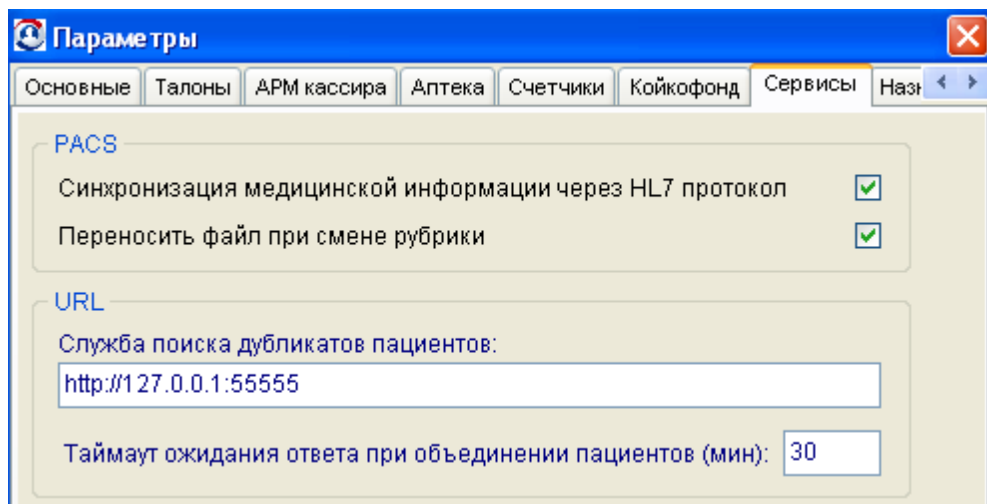 Параметры
Основные Талоны АРМ кассира Аптека Счетчики Койкофонд Сервисы
PACS
Синхронизация медицинской информации через HL7 протокол
Переносить файл при смене рубрики
URL
Служба поиска дубликатов пациентов:
http://127.0.0.1:55555
Таймаут ожидания ответа при объединении пациентов (мин): 30